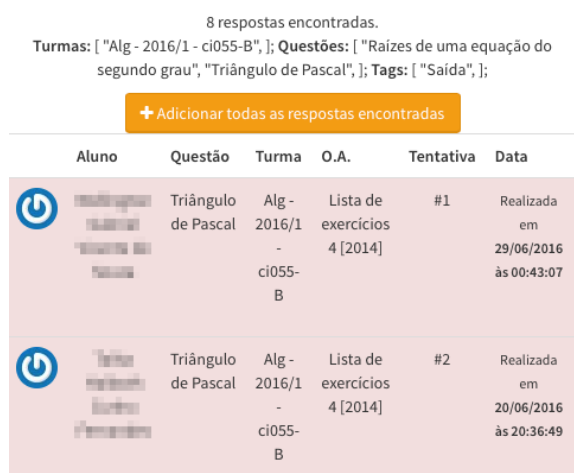 8 respostas encontradas.
Turmas: [ "Alg - 2016/1 - ci055-B", ]; Questões: [ "Raízes de uma equação do
segundo grau", "Triângulo de Pascal", ]; Tags: [ "Saída", ];
+ Adicionar todas as respostas encontradas
Aluno Questão Turma O.A. Tentativa Data
Triângulo Alg - Lista de #1 Realizada
de Pascal 2016/1 exercícios em
- 4 [2014] 29/06/2016
ci055- às 00:43:07
B
Triângulo Alg - Lista de #2 Realizada
de Pascal 2016/1 exercícios em
- 4 [2014] 20/06/2016
ci055- às 20:36:49
B